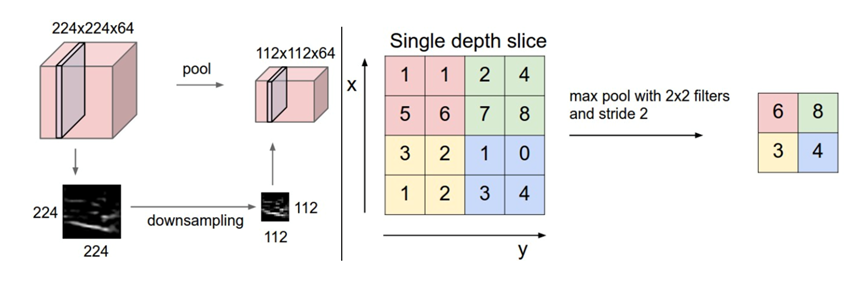 224x224x64
pool
112x112x64
224
224
downsampling
112
112
Single depth slice
x
1 1 2 4
5 6 7 8
3 2 1 0
1 2 3 4
y
max pool with 2x2 filters
and stride 2
6 8
3 4